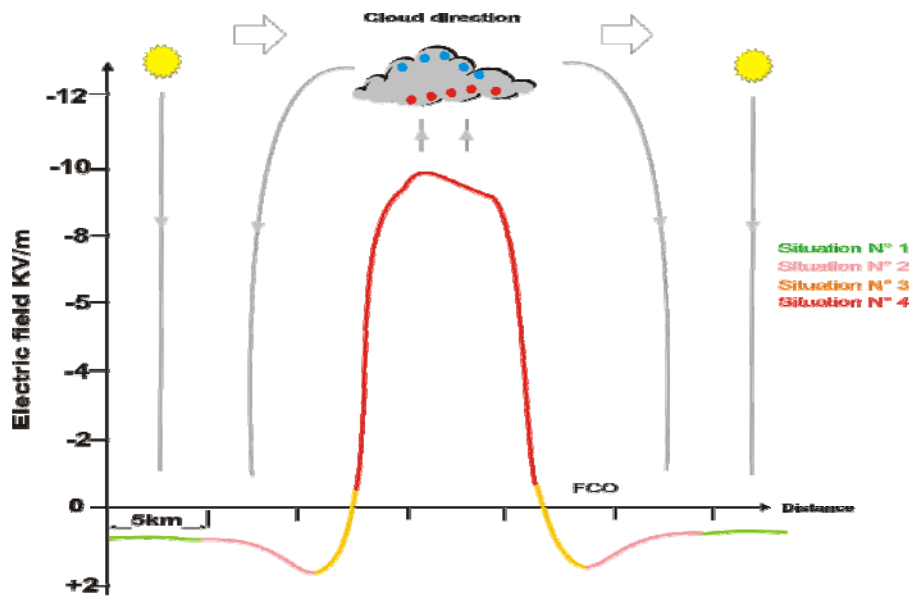 Cloud direction
-12
-10
-8
-5
-4
-2
0
+2
Electric field KV/m
5km
FCO
Distance
Situation N° 1
Situation N° 2
Situation N° 3
Situation N° 4